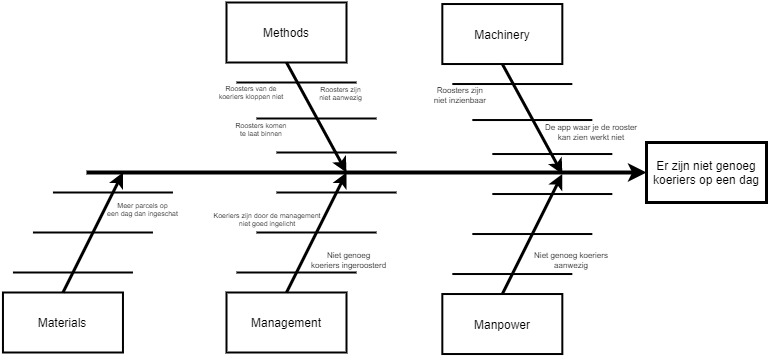 Methods
Machinery
Roosters van de
koeriers kloppen niet
Roosters zijn
niet aanwezig
Roosters komen
te laat binnen
Roosters zijn
niet inzienbaar
De app waar je de rooster
kan zien werkt niet
Er zijn niet genoeg
koeriers op een dag
Meer parcels op
een dag dan ingeschat
Koeriers zijn door de management
niet goed ingelicht
Niet genoeg
koeriers ingeroosterd
Niet genoeg koeriers
aanwezig
Materials
Management
Manpower